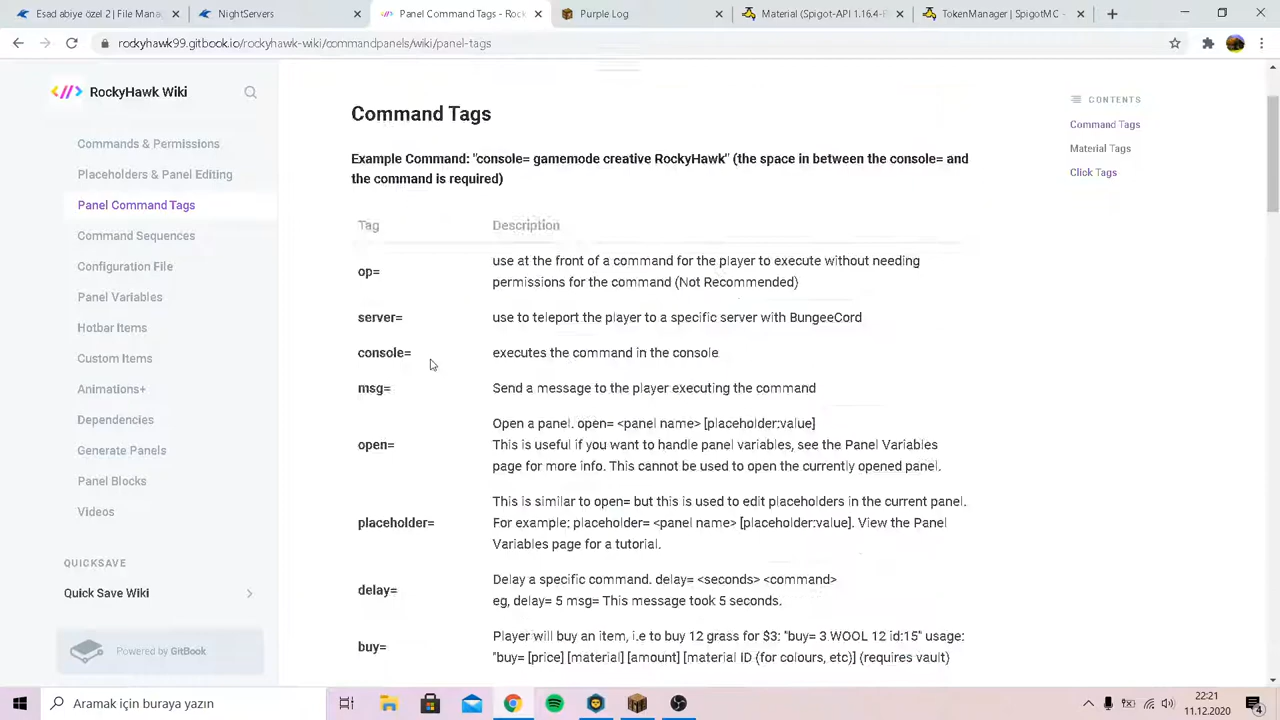 Esad abiye özel 2 | Avatarı
NightServers
Panel Command Tags - Rock
Purple Log
Material (Spigot-API 1.16.4-R
TokenManager | SpigotMC -
rockyhawk99.gitbook.io/rockyhawk-wiki/commandpanels/wiki/panel-tags
RockyHawk Wiki
Commands & Permissions
Placeholders & Panel Editing
Panel Command Tags
Command Sequences
Configuration File
Panel Variables
Hotbar Items
Custom Items
Animations+
Dependencies
Generate Panels
Panel Blocks
Videos
QUICKSAVE
Quick Save Wiki
Powered by GitBook
Command Tags
Example Command: "console= gamemode creative RockyHawk" (the space in between the console= and
the command is required)
Tag Description
op= use at the front of a command for the player to execute without needing
permissions for the command (Not Recommended)
server= use to teleport the player to a specific server with BungeeCord
console= executes the command in the console
msg= Send a message to the player executing the command
open= Open a panel. open= <panel name> [placeholder:value]
This is useful if you want to handle panel variables, see the Panel Variables
page for more info. This cannot be used to open the currently opened panel.
placeholder= This is similar to open= but this is used to edit placeholders in the current panel.
For example: placeholder= <panel name> [placeholder:value]. View the Panel
Variables page for a tutorial.
delay= Delay a specific command. delay= <seconds> <command>
eg, delay= 5 msg= This message took 5 seconds.
buy= Player will buy an item, i.e to buy 12 grass for $3: "buy= 3 WOOL 12 id:15" usage:
"buy= [price] [material] [amount] [material ID (for colours, etc)] (requires vault)
CONTENTS
Command Tags
Material Tags
Click Tags
Aramak için buraya yazın
22:21
11.12.2020
4